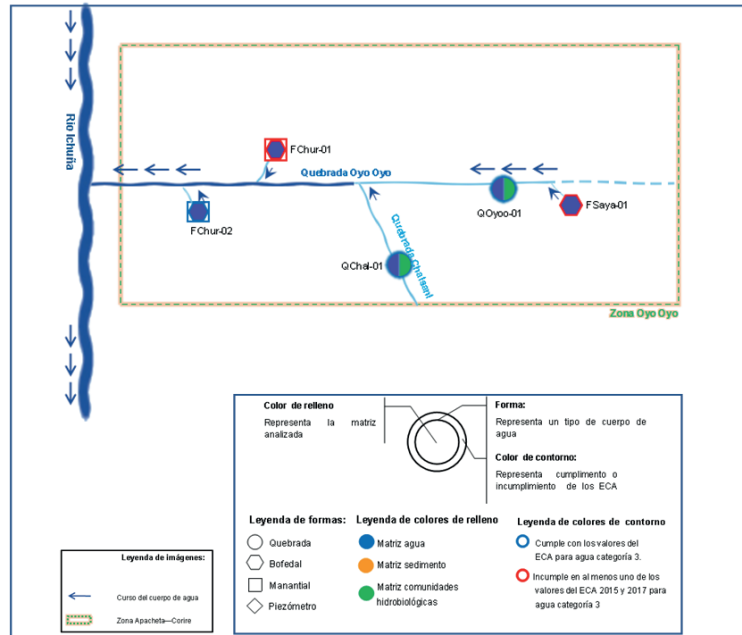 Río Ichuña
FChur-01
Quebrada Oyo Oyo
QOyoo-01
FSaya-01
FChur-02
QChal-01
Quebrada Chalsani
Zona Oyo Oyo
Color de relleno
Representa la matriz
analizada
Forma:
Representa un tipo de cuerpo de
agua
Color de contorno:
Representa cumplimento o
incumplimiento de los ECA
Leyenda de formas:
Quebrada
Bofedal
Manantial
Piezómetro
Leyenda de colores de relleno
Matriz agua
Matriz sedimento
Matriz comunidades
hidrobiológicas
Leyenda de colores de contorno
Cumple con los valores del
ECA para agua categoría 3.
Incumple en al menos uno de los
valores del ECA 2015 y 2017 para
agua categoría 3
Leyenda de imágenes:
Curso del cuerpo de agua
Zona Apacheta—Corire